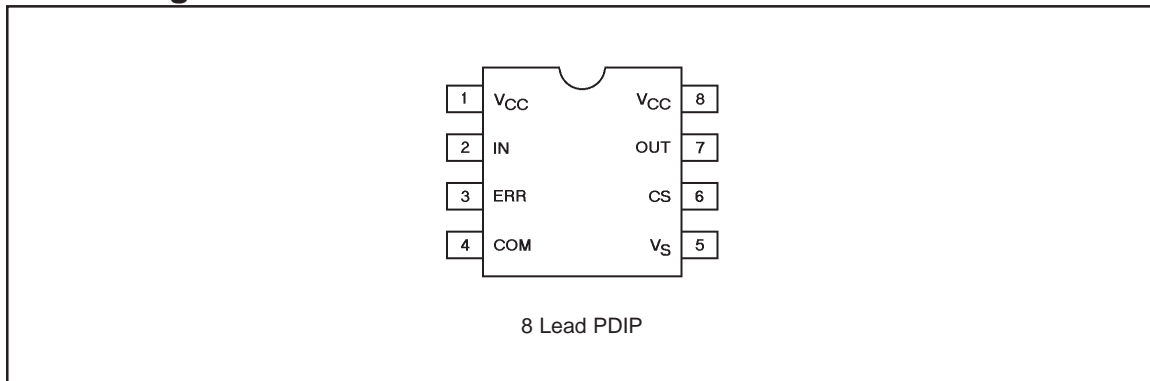 1 VCC VCC 8
2 IN OUT 7
3 ERR CS 6
4 COM VS 5
8 Lead PDIP